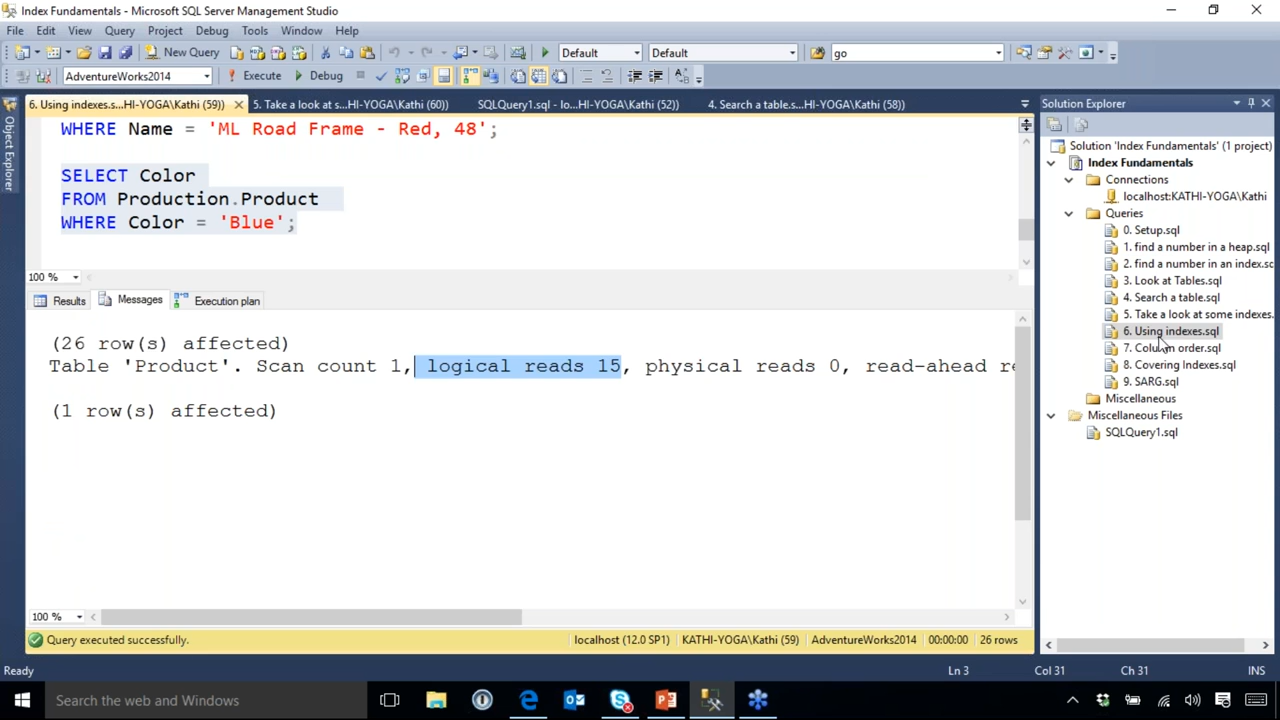 Index Fundamentals - Microsoft SQL Server Management Studio
File Edit View Query Project Debug Tools Window Help
New Query Default Default go
AdventureWorks2014 Execute Debug
6. Using indexes.s...HI-YOGA\Kathi (59)) 5. Take a look at s...HI-YOGA\Kathi (60)) SQLQuery1.sql - lo...HI-YOGA\Kathi (52)) 4. Search a table.s...HI-YOGA\Kathi (58))
Object Explorer
WHERE Name = 'ML Road Frame - Red, 48';
SELECT Color
FROM Production.Product
WHERE Color = 'Blue';
100 %
Results Messages Execution plan
(26 row(s) affected)
Table 'Product'. Scan count 1, logical reads 15, physical reads 0, read-ahead re
(1 row(s) affected)
100 %
Query executed successfully. localhost (12.0 SP1) KATHI-YOGA\Kathi (59) AdventureWorks2014 00:00:00 26 rows
Solution Explorer
Solution 'Index Fundamentals' (1 project)
Index Fundamentals
Connections
localhost:KATHI-YOGA\Kathi
Queries
0. Setup.sql
1. find a number in a heap.sql
2. find a number in an index.sc
3. Look at Tables.sql
4. Search a table.sql
5. Take a look at some indexes.
6. Using indexes.sql
7. Column order.sql
8. Covering Indexes.sql
9. SARG.sql
Miscellaneous
Miscellaneous Files
SQLQuery1.sql
Ready Ln 3 Col 31 Ch 31 INS
Search the web and Windows